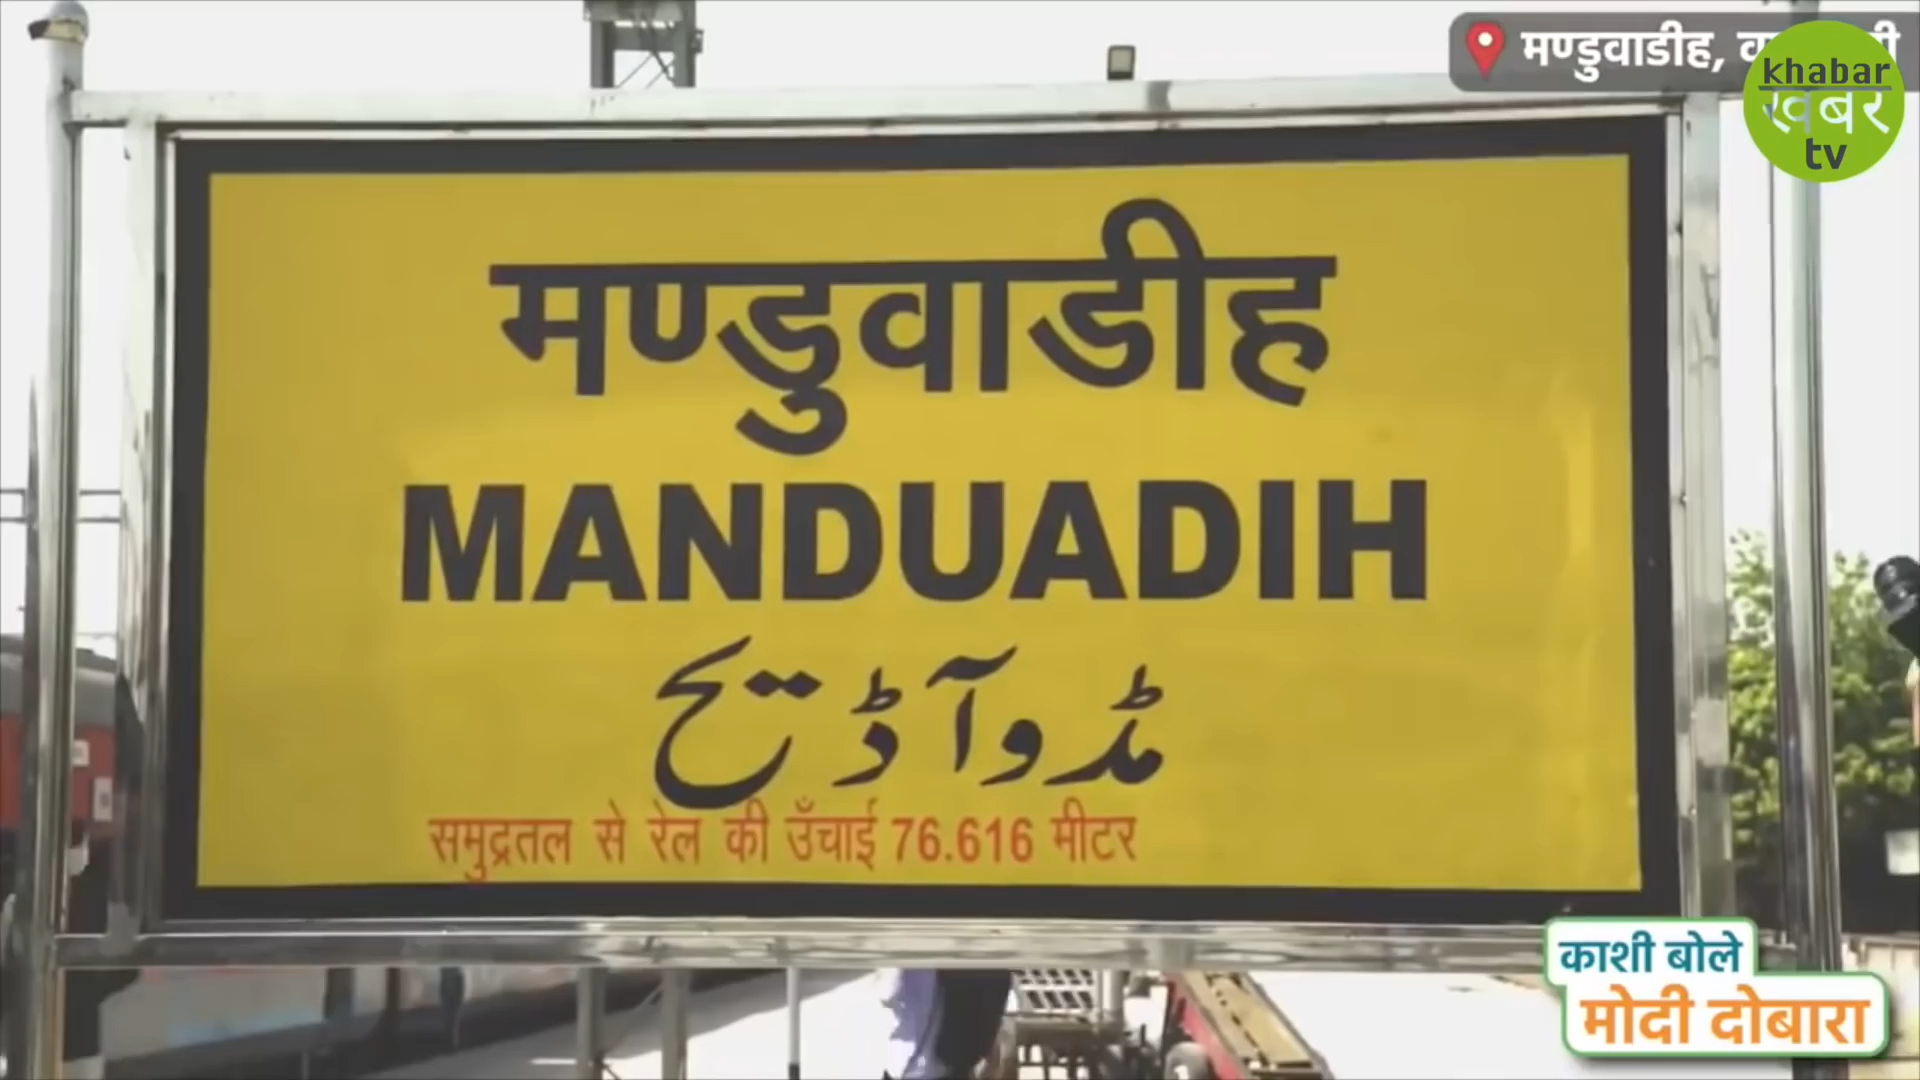 मण्डुवाडीह,
khabar
खबर
tv
मण्डुवाडीह
MANDUADIH
مڈوآڈیح
समुद्रतल से रेल की उँचाई 76.616 मीटर
काशी बोले
मोदी दोबारा